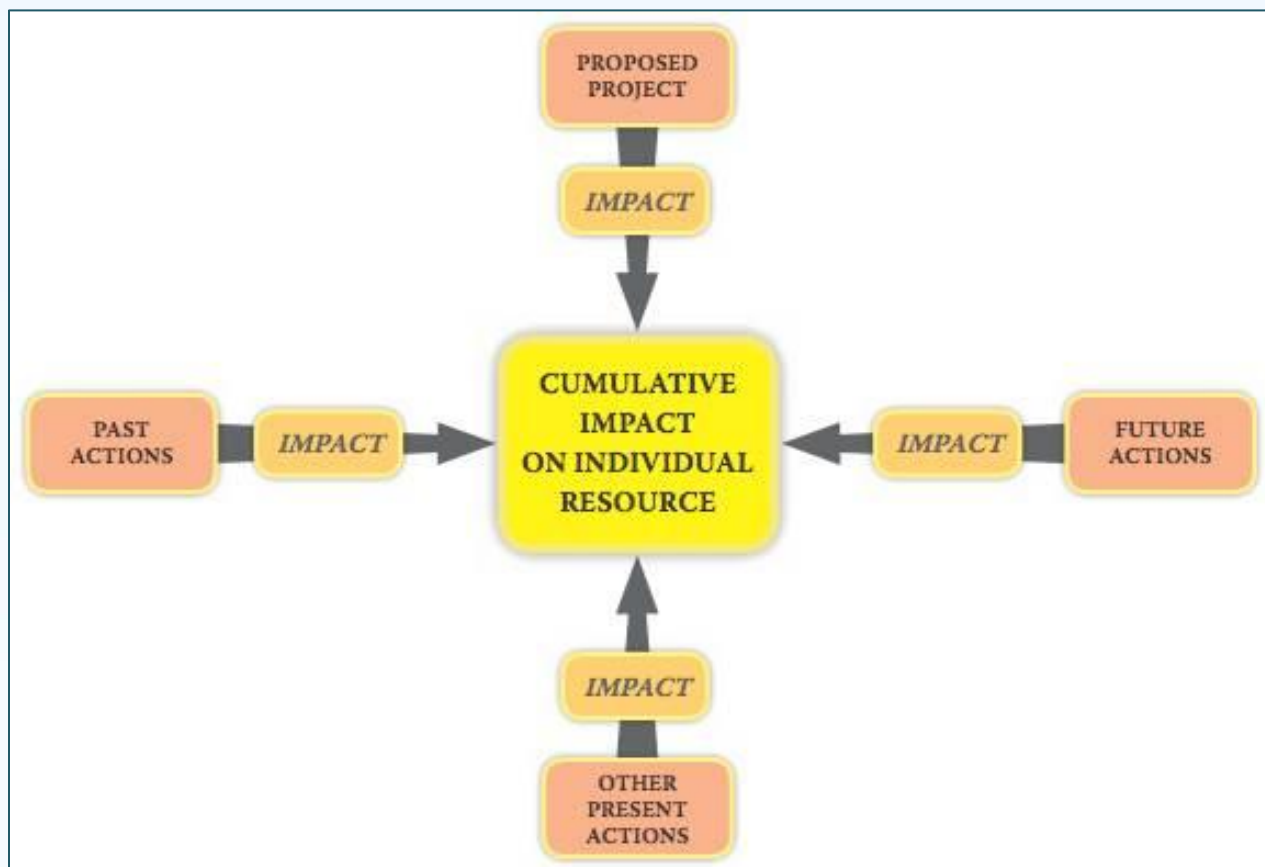 PROPOSED
PROJECT
IMPACT
CUMULATIVE
IMPACT
ON INDIVIDUAL
RESOURCE
PAST
ACTIONS
IMPACT
IMPACT
FUTURE
ACTIONS
IMPACT
OTHER
PRESENT
ACTIONS